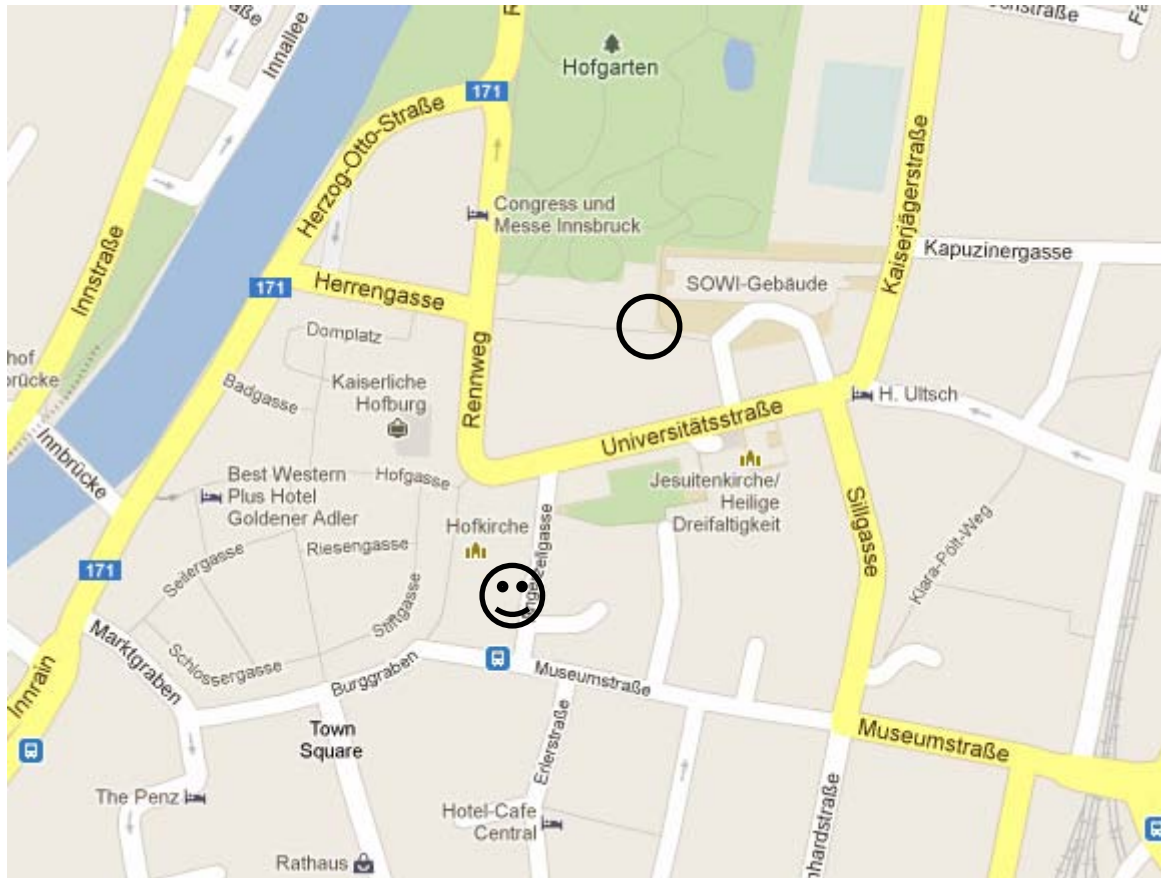 Innallee
171
Hofgarten
Herzog-Otto-Straße
Congress und
Messe Innsbruck
Kaiserjägerstraße
Kapuzinergasse
Innstraße
171
Herrengasse
SOWI-Gebäude
Domplatz
Rennweg
Kaiserliche
Hofburg
Badgasse
H. Ultsch
Universitätsstraße
Innbrücke
Best Western
Plus Hotel
Goldener Adler
Hofgasse
Jesuitenkirche/
Heilige
Dreifaltigkeit
Hofkirche
Sillgasse
Klara-Pölt-Weg
Riesengasse
Seilergasse
171
Stiftgasse
Marktgraben
Schlossergasse
Burggraben
Museumstraße
Innrain
Town
Square
Erlerstraße
Museumstraße
The Penz
Hotel-Cafe
Central
Rathaus